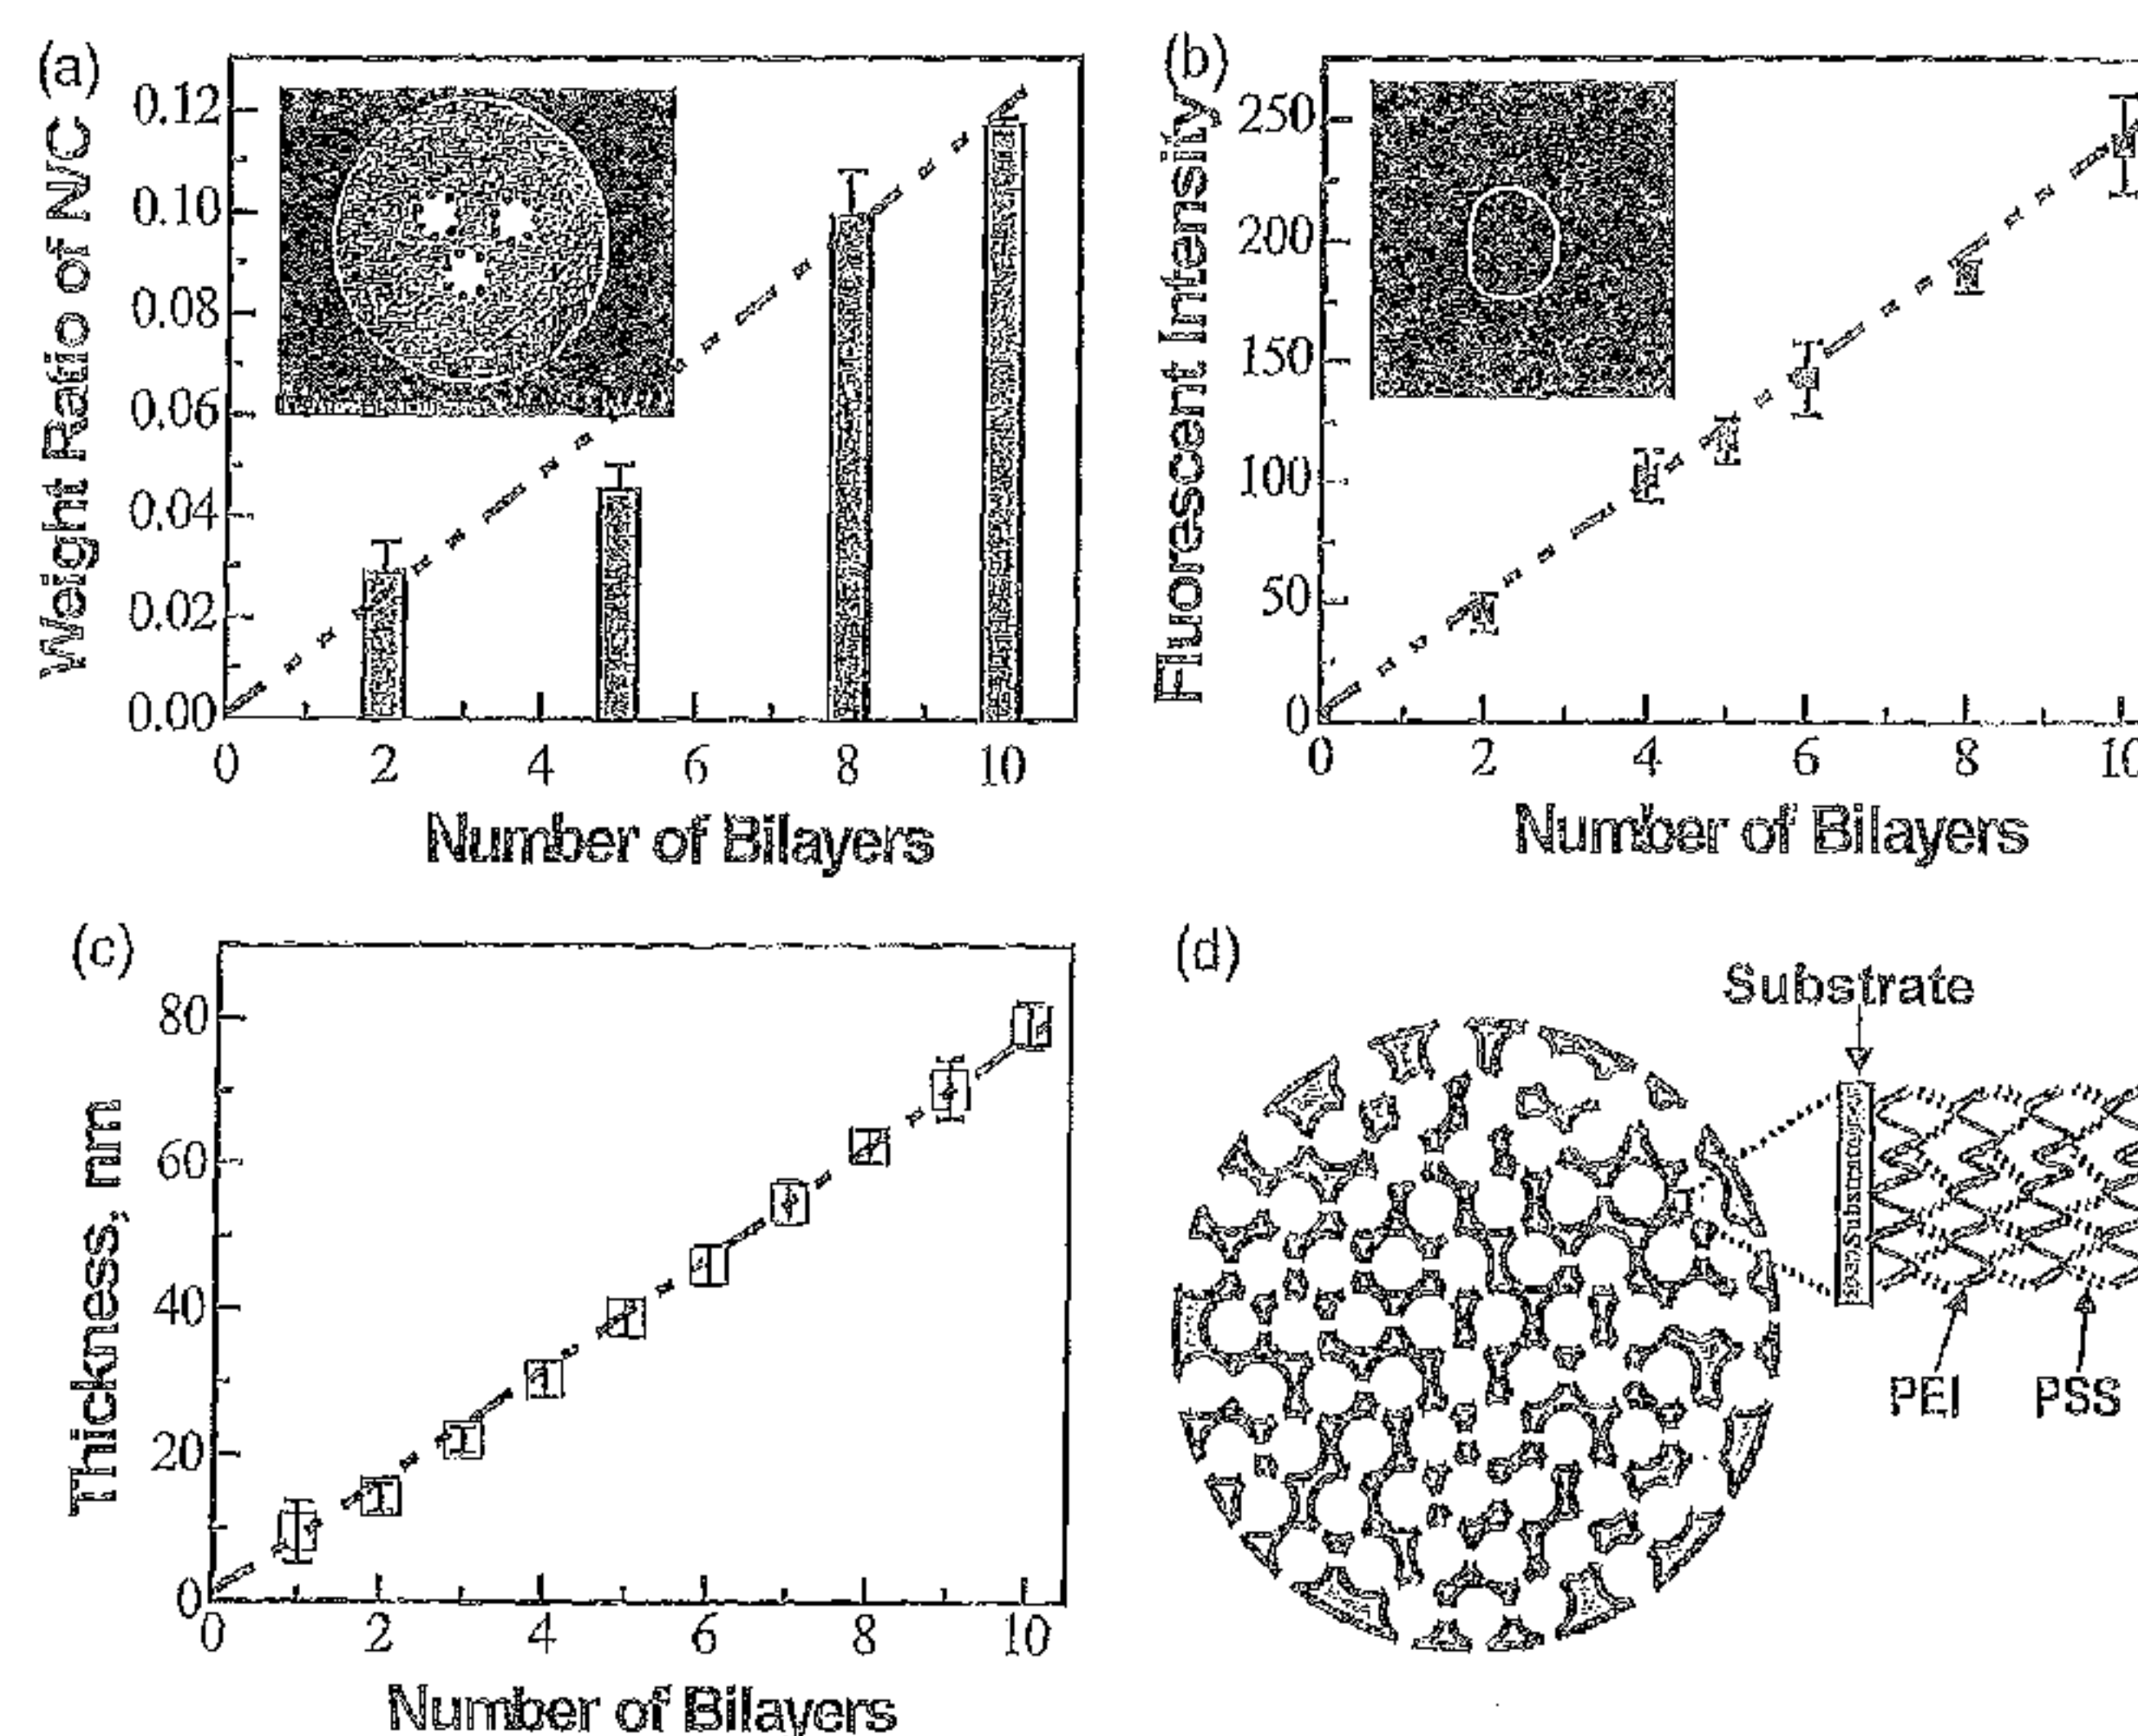 (a)
Weight Ratio of N/C
0.12
0.10
0.08
0.06
0.04
0.02
0.00
0 2 4 6 8 10
Number of Bilayers
(b)
Fluorescent Intensity
250
200
150
100
50
0
0 2 4 6 8 10
Number of Bilayers
(c)
Thickness, nm
80
60
40
20
0
0 2 4 6 8 10
Number of Bilayers
(d)
Substrate
Substrate
PEI PSS